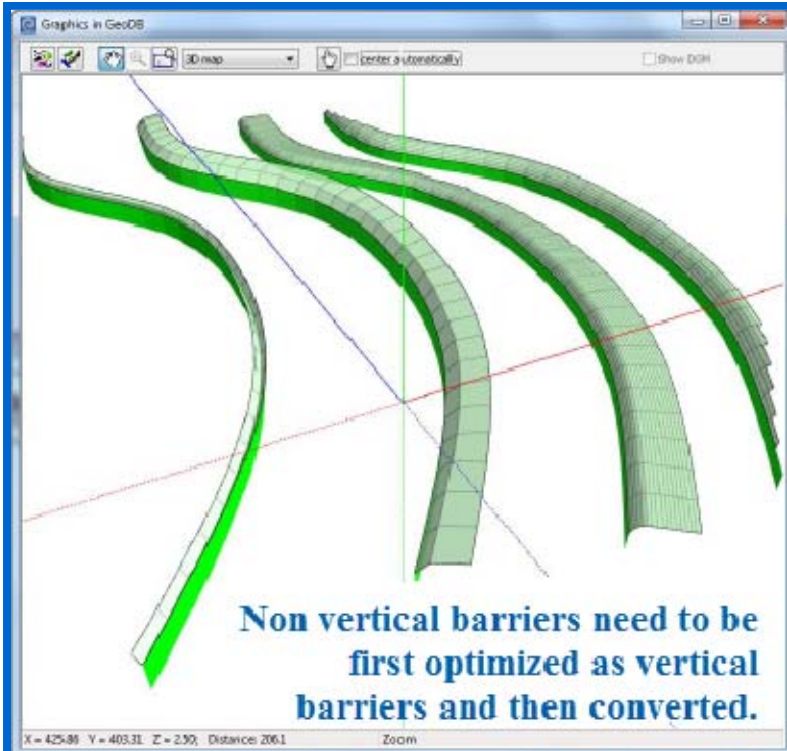 Graphics in GeoDB
3D map
center automatically
Show DGM
Non vertical barriers need to be
first optimized as vertical
barriers and then converted.
X = 425.86 Y = 403.31 Z = 2.50; Distance: 206.1 Zoom